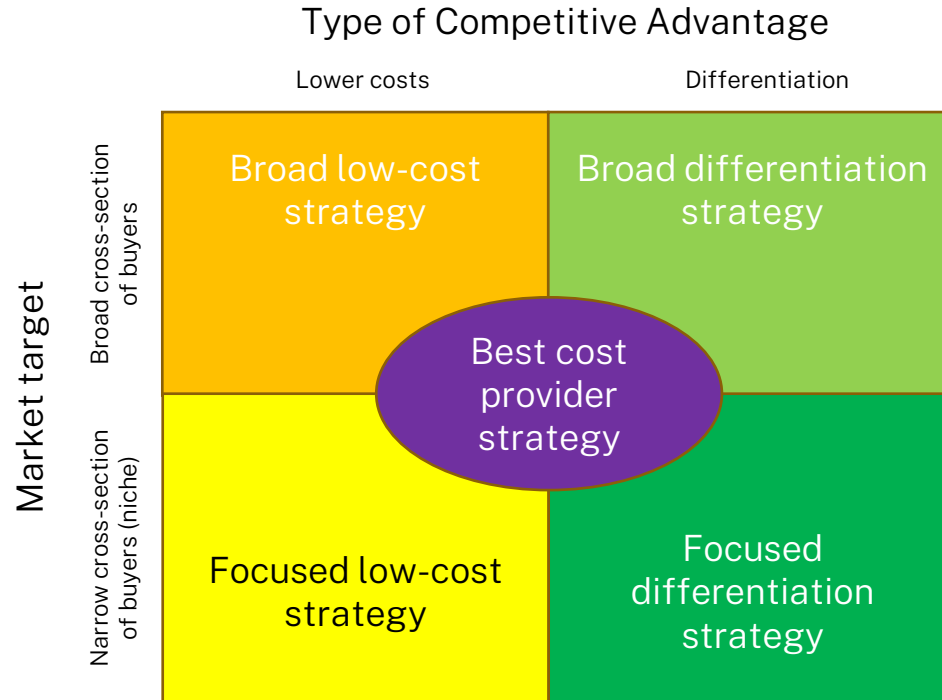 Type of Competitive Advantage
Lower costs
Differentiation
Market target
Broad cross-section
of buyers
Broad low-cost
strategy
Broad differentiation
strategy
Best cost
provider
strategy
Narrow cross-section
of buyers (niche)
Focused low-cost
strategy
Focused
differentiation
strategy